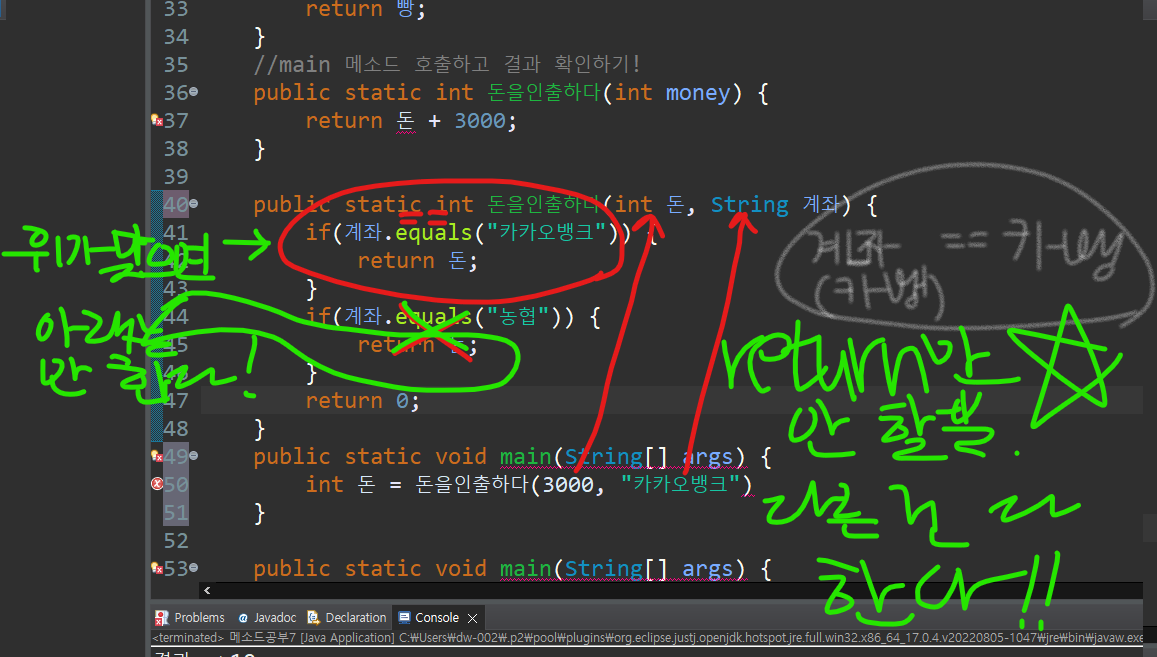 33 return 빵;
34 }
35 //main 메소드 호출하고 결과 확인하기!
36 public static int 돈을인출하다(int money) {
37 return 돈 + 3000;
38 }
39
40 public static int 돈을인출하다(int 돈, String 계좌) {
41 if(계좌.equals("카카오뱅크")) {
return 돈;
43 }
44 if(계좌.equals("농협")) {
45 return 돈;
}
47 return 0;
48 }
49 public static void main(String[] args) {
50 int 돈 = 돈을인출하다(3000, "카카오뱅크")
51 }
52
53 public static void main(String[] args) {
==
위가 맞으면 →
아래는
안 한다!
계좌 == 카뱅
(카뱅)
return만
안 할뿐.
다른 건 다
한다!!
Problems Javadoc Declaration Console
<terminated> 메소드공부7 [Java Application] C:₩Users₩dw-002₩.p2₩pool₩plugins₩org.eclipse.justj.openjdk.hotspot.jre.full.win32.x86_64_17.0.4.v20220805-1047₩jre₩bin₩javaw.exe